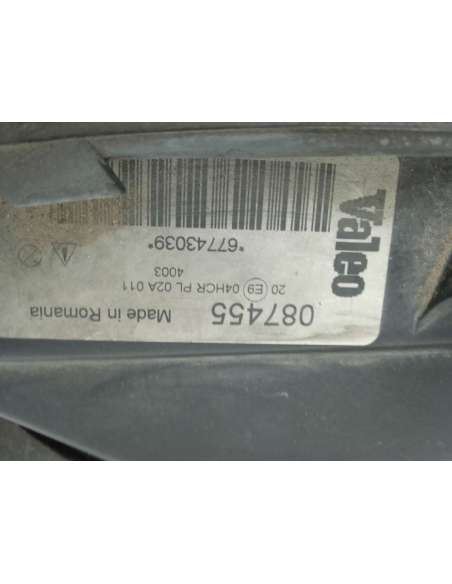 Valeo
087455
Made in Romania
20 E9 04HCR PL 02A 011
4003
*67743039*